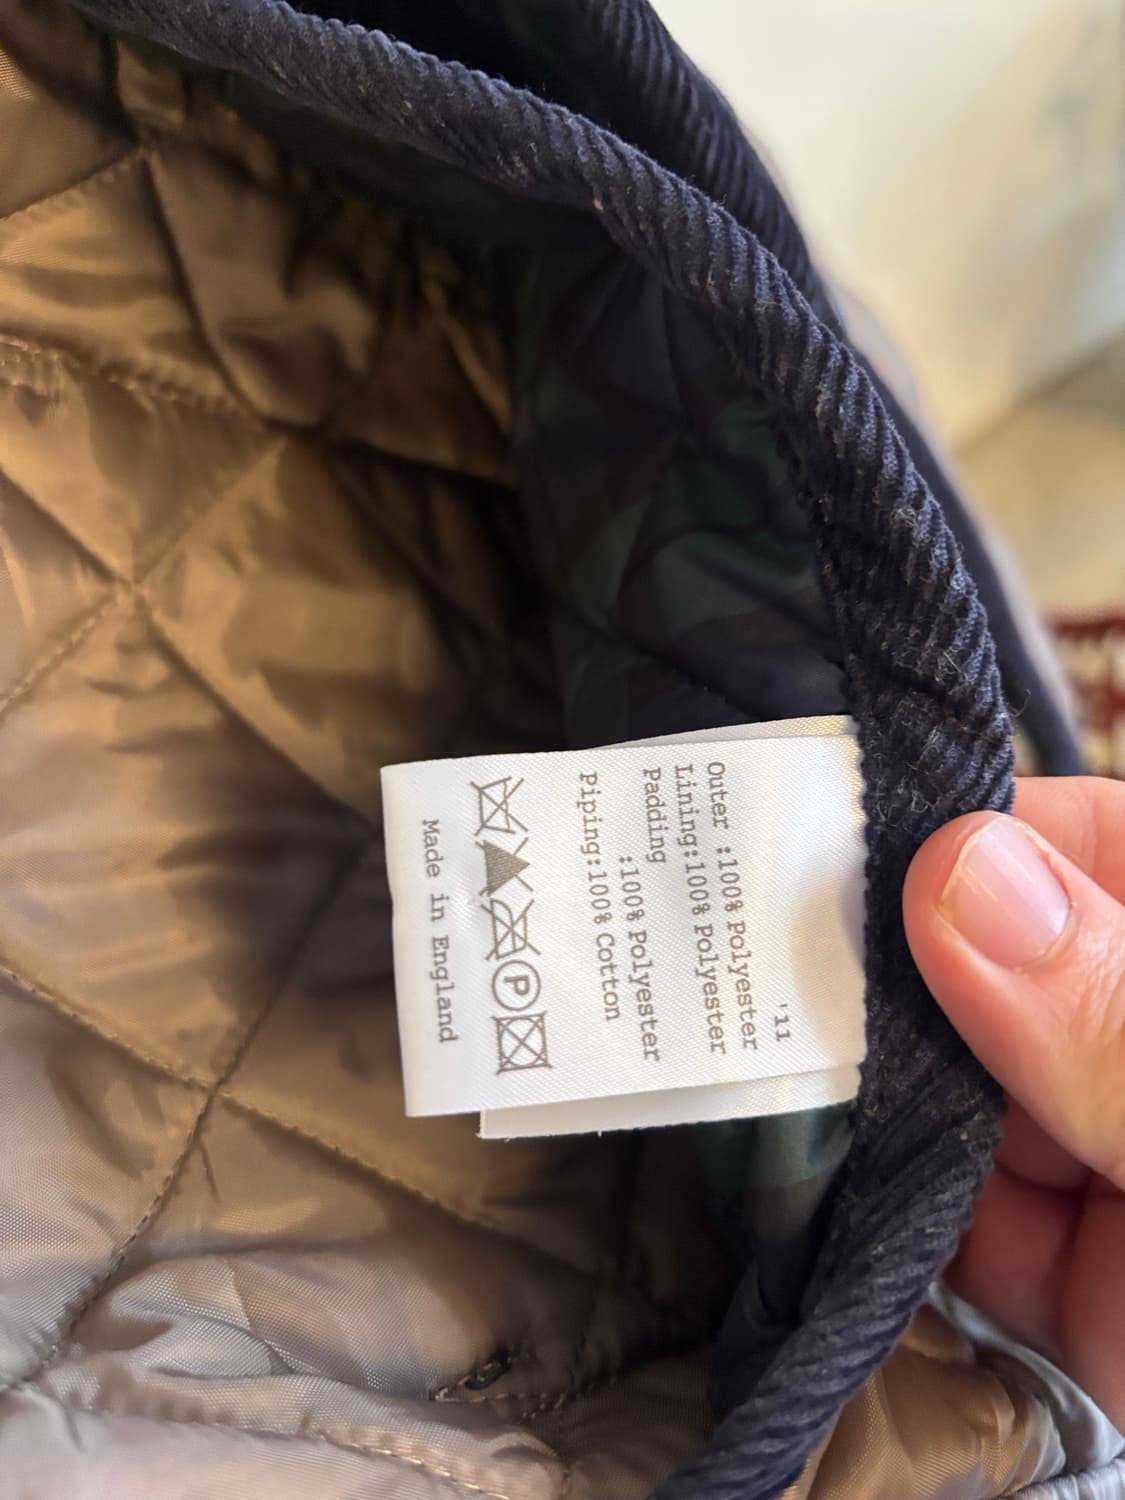 '11
Outer :100% Polyester
Lining:100% Polyester
Padding
:100% Polyester
Piping:100% Cotton
P
Made in England